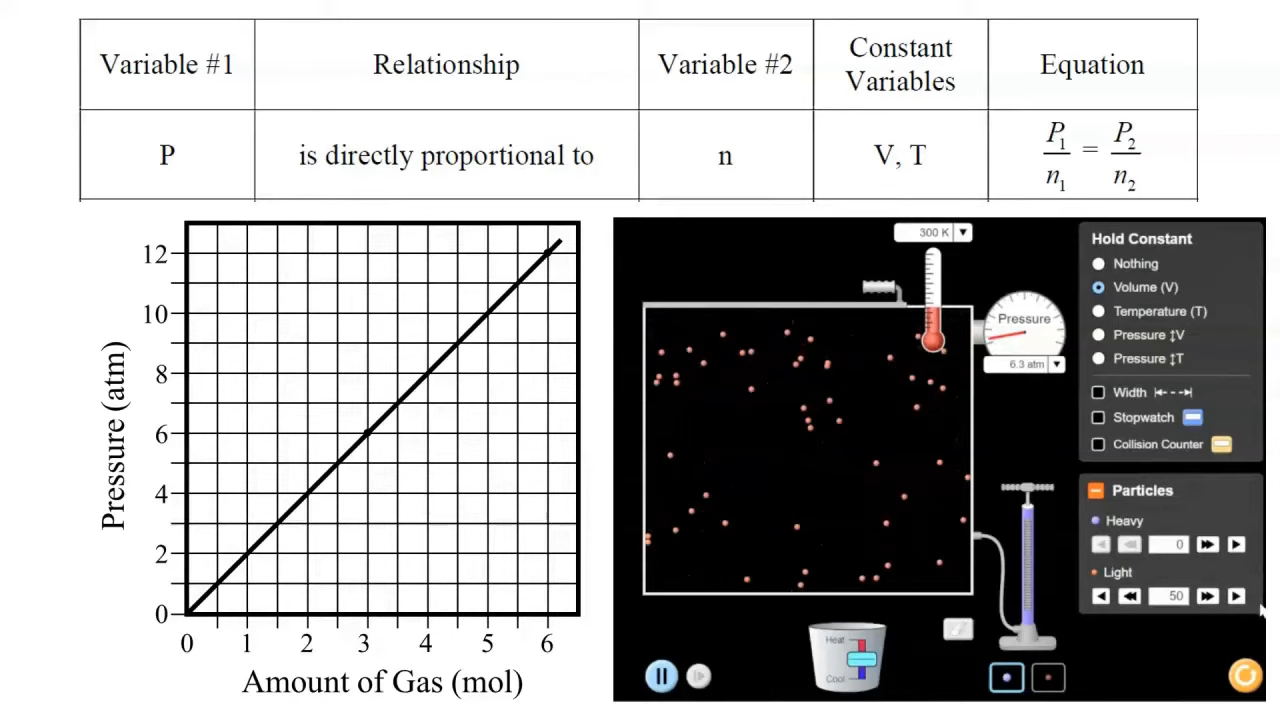 Variable #1
Relationship
Variable #2
Constant
Variables
Equation
P
is directly proportional to
n
V, T
P₁/n₁ = P₂/n₂
12
10
8
6
4
2
0
Pressure (atm)
0 1 2 3 4 5 6
Amount of Gas (mol)
300 K
Pressure
6.3 atm
Heat
Cool
Hold Constant
Nothing
Volume (V)
Temperature (T)
Pressure ↕V
Pressure ↕T
Width
Stopwatch
Collision Counter
Particles
Heavy
0
Light
50